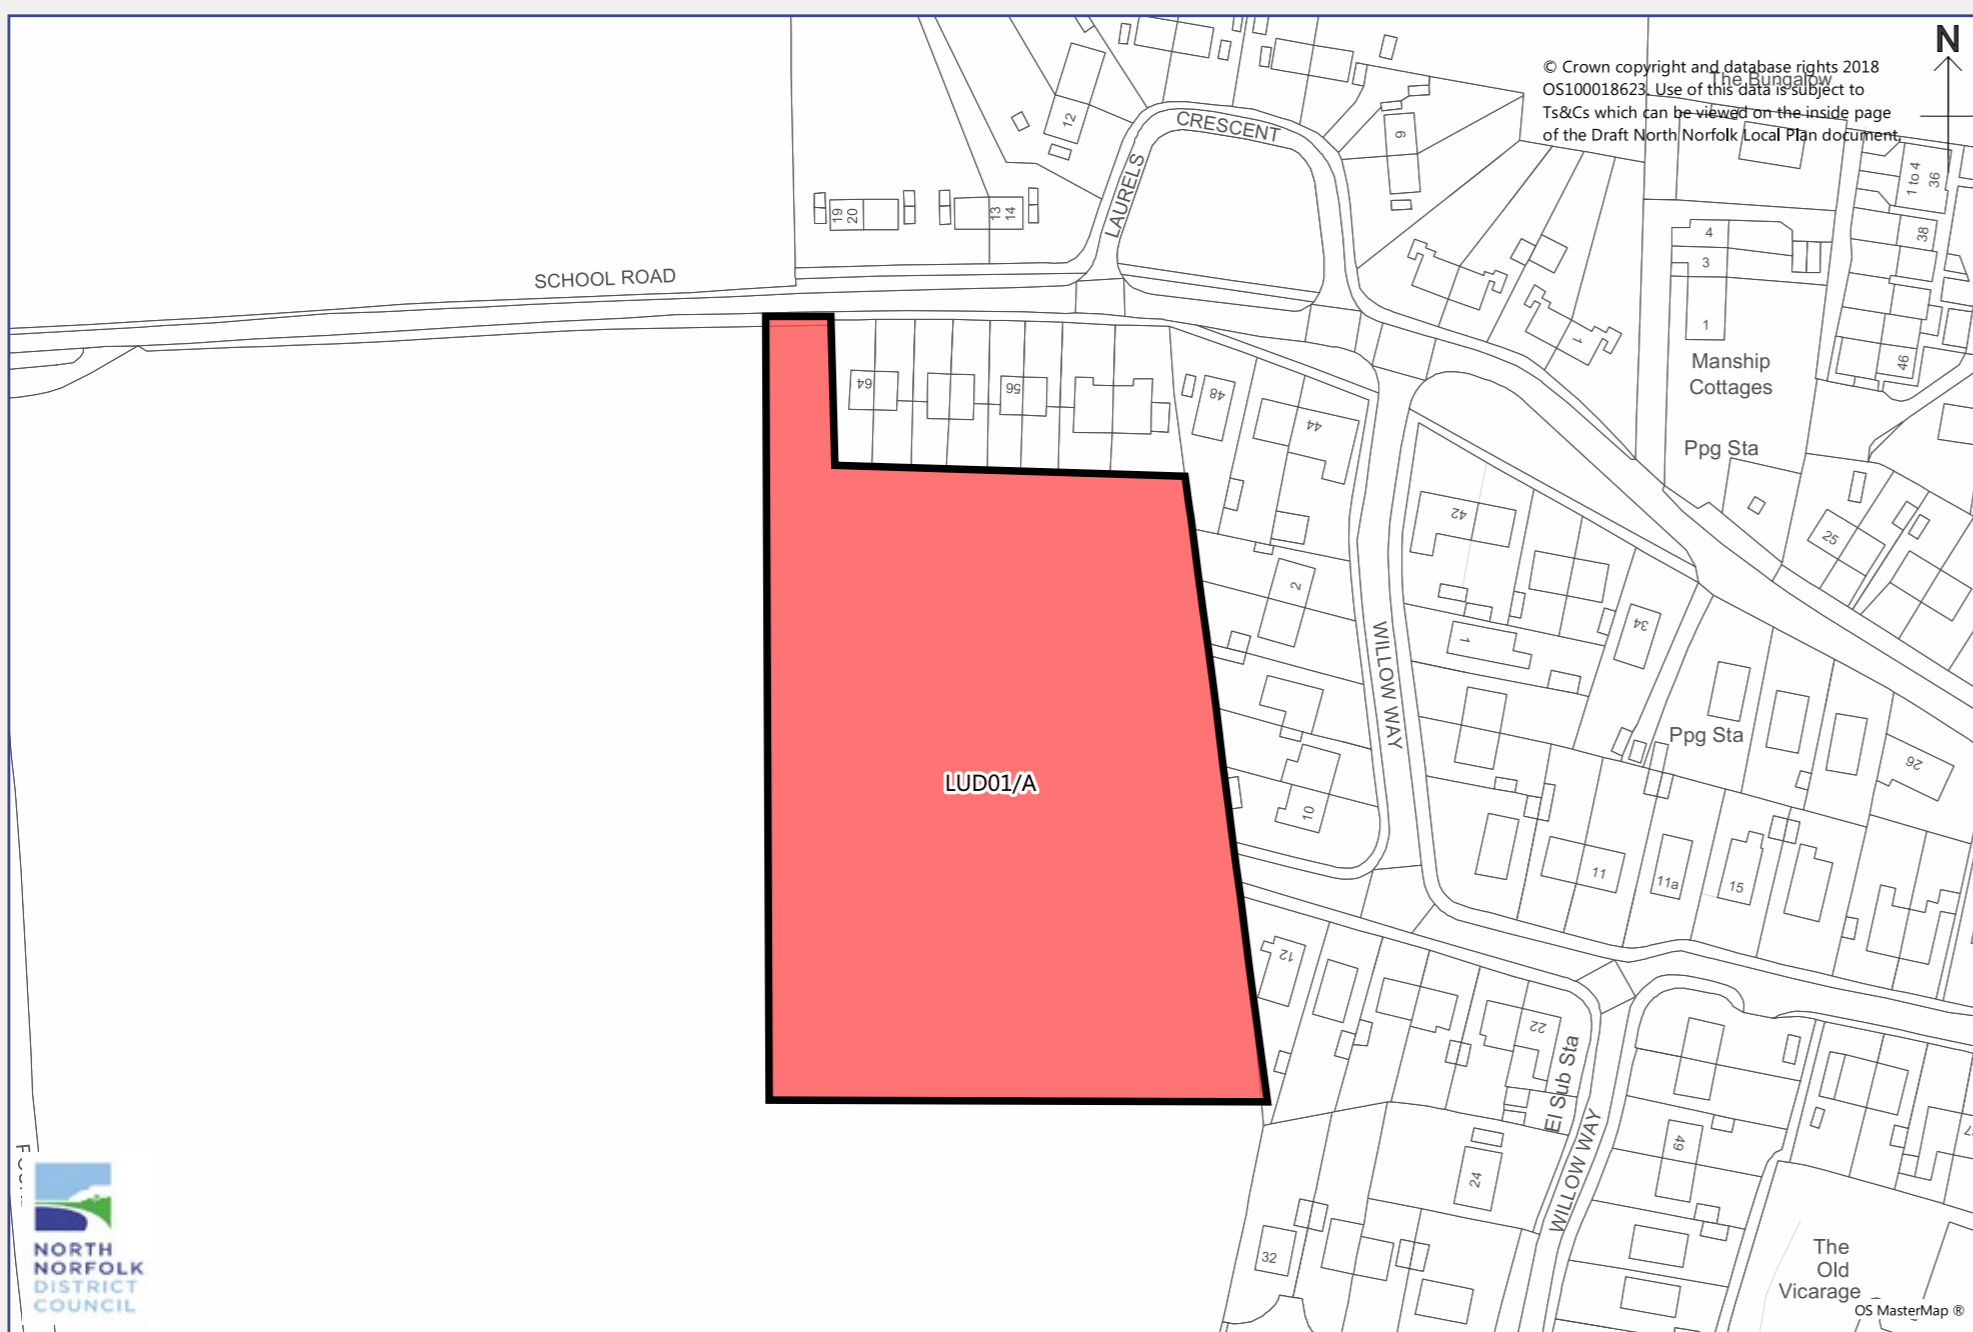 N
© Crown copyright and database rights 2018
OS100018623. Use of this data is subject to
Ts&Cs which can be viewed on the inside page
of the Draft North Norfolk Local Plan document.
The Bungalow
CRESCENT
LAURELS
12
9
19
20
13
14
1 to 4
36
38
46
4
3
1
1
SCHOOL ROAD
Manship
Cottages
Ppg Sta
64
56
48
44
42
25
2
1
34
WILLOW WAY
Ppg Sta
26
LUD01/A
10
11
11a
15
12
22
El Sub Sta
WILLOW WAY
49
24
32
The
Old
Vicarage
NORTH
NORFOLK
DISTRICT
COUNCIL
OS MasterMap ®